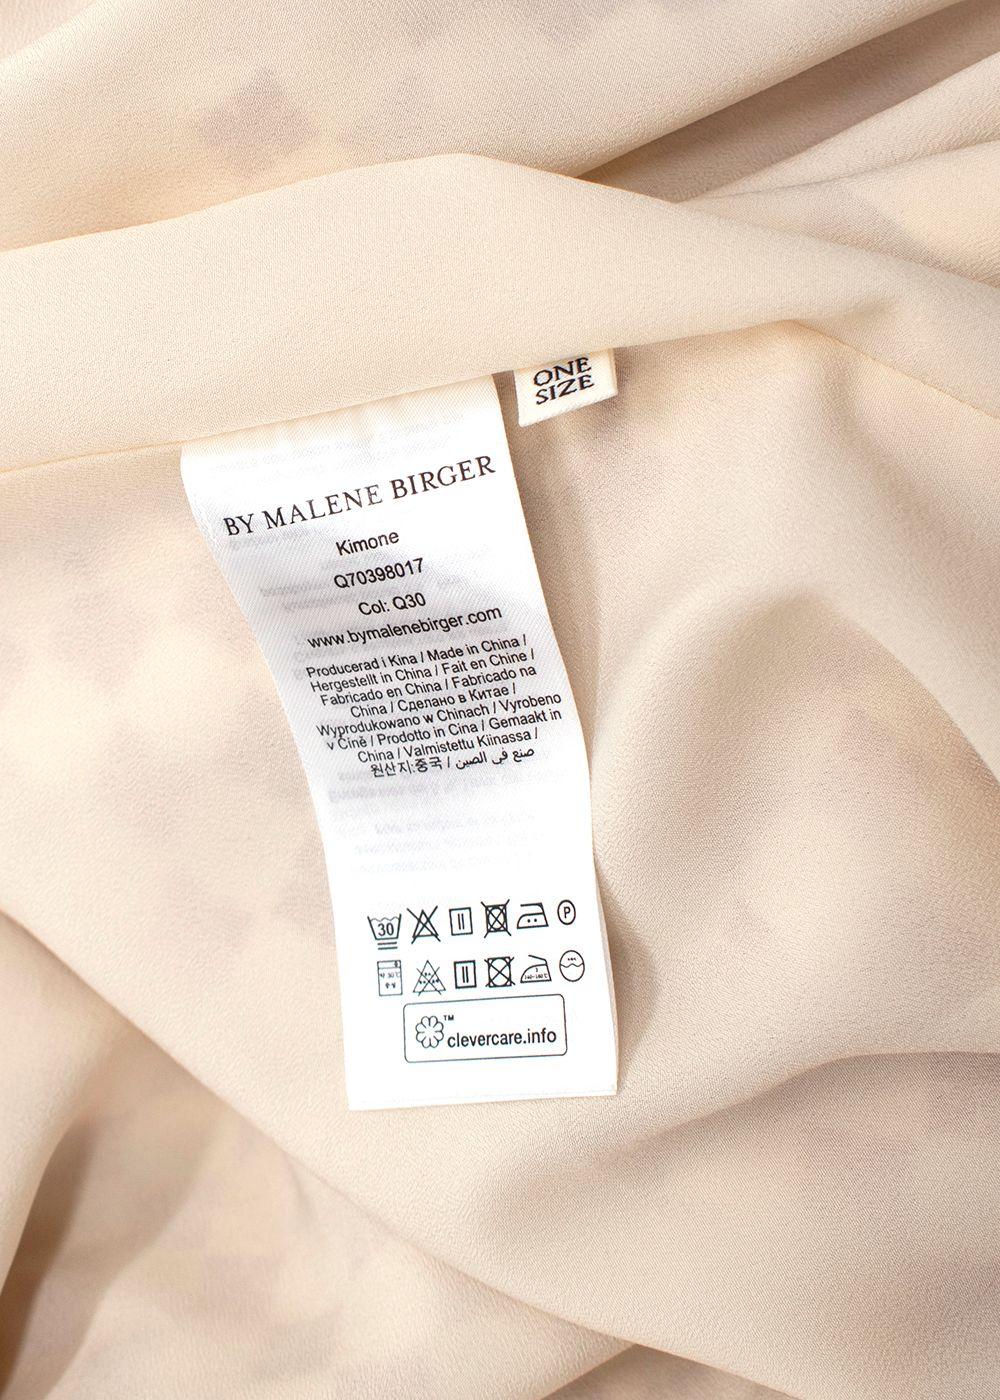 ONE
SIZE
BY MALENE BIRGER
Kimone
Q70398017
Col: Q30
www.bymalenebirger.com
Producerad i Kina / Made in China /
Hergestellt in China / Fait en Chine /
Fabricado en China / Fabricado na
China / Сделано в Китае /
Wyprodukowano w Chinach / Vyrobeno
v Číně / Prodotto in Cina / Gemaakt in
China / Valmistettu Kiinassa /
원산지:중국 / صنع في الصين
30
P
™
clevercare.info